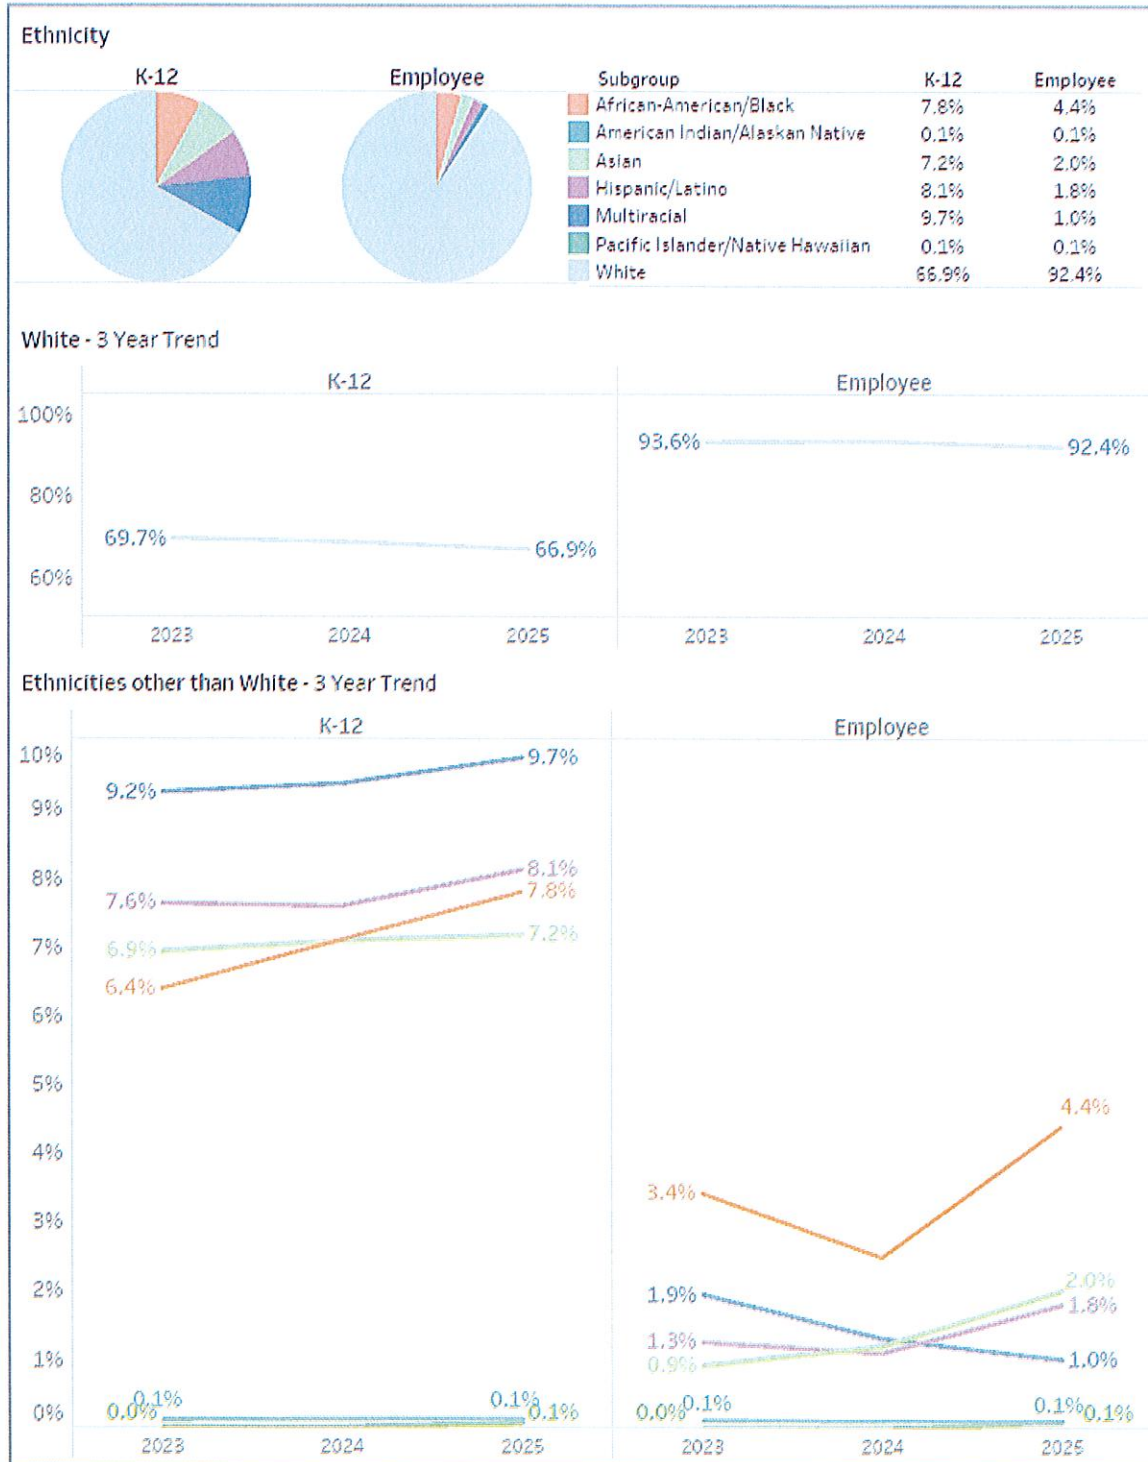 Ethnicity
K-12 Employee Subgroup K-12 Employee
African-American/Black 7.8% 4.4%
American Indian/Alaskan Native 0.1% 0.1%
Asian 7.2% 2.0%
Hispanic/Latino 8.1% 1.8%
Multiracial 9.7% 1.0%
Pacific Islander/Native Hawaiian 0.1% 0.1%
White 66.9% 92.4%
White - 3 Year Trend
K-12 Employee
100%
93.6% 92.4%
80%
69.7% 66.9%
60%
2023 2024 2025 2023 2024 2025
Ethnicities other than White - 3 Year Trend
K-12 Employee
10% 9.7%
9.2%
9%
8% 8.1%
7.6% 7.8%
7% 6.9% 7.2%
6.4%
6%
5%
4.4%
4%
3.4%
3%
2% 1.9% 2.0%
1.8%
1.3%
1% 0.9% 1.0%
0.1% 0.1% 0.1% 0.1%
0% 0.0% 0.1% 0.0% 0.1%
2023 2024 2025 2023 2024 2025